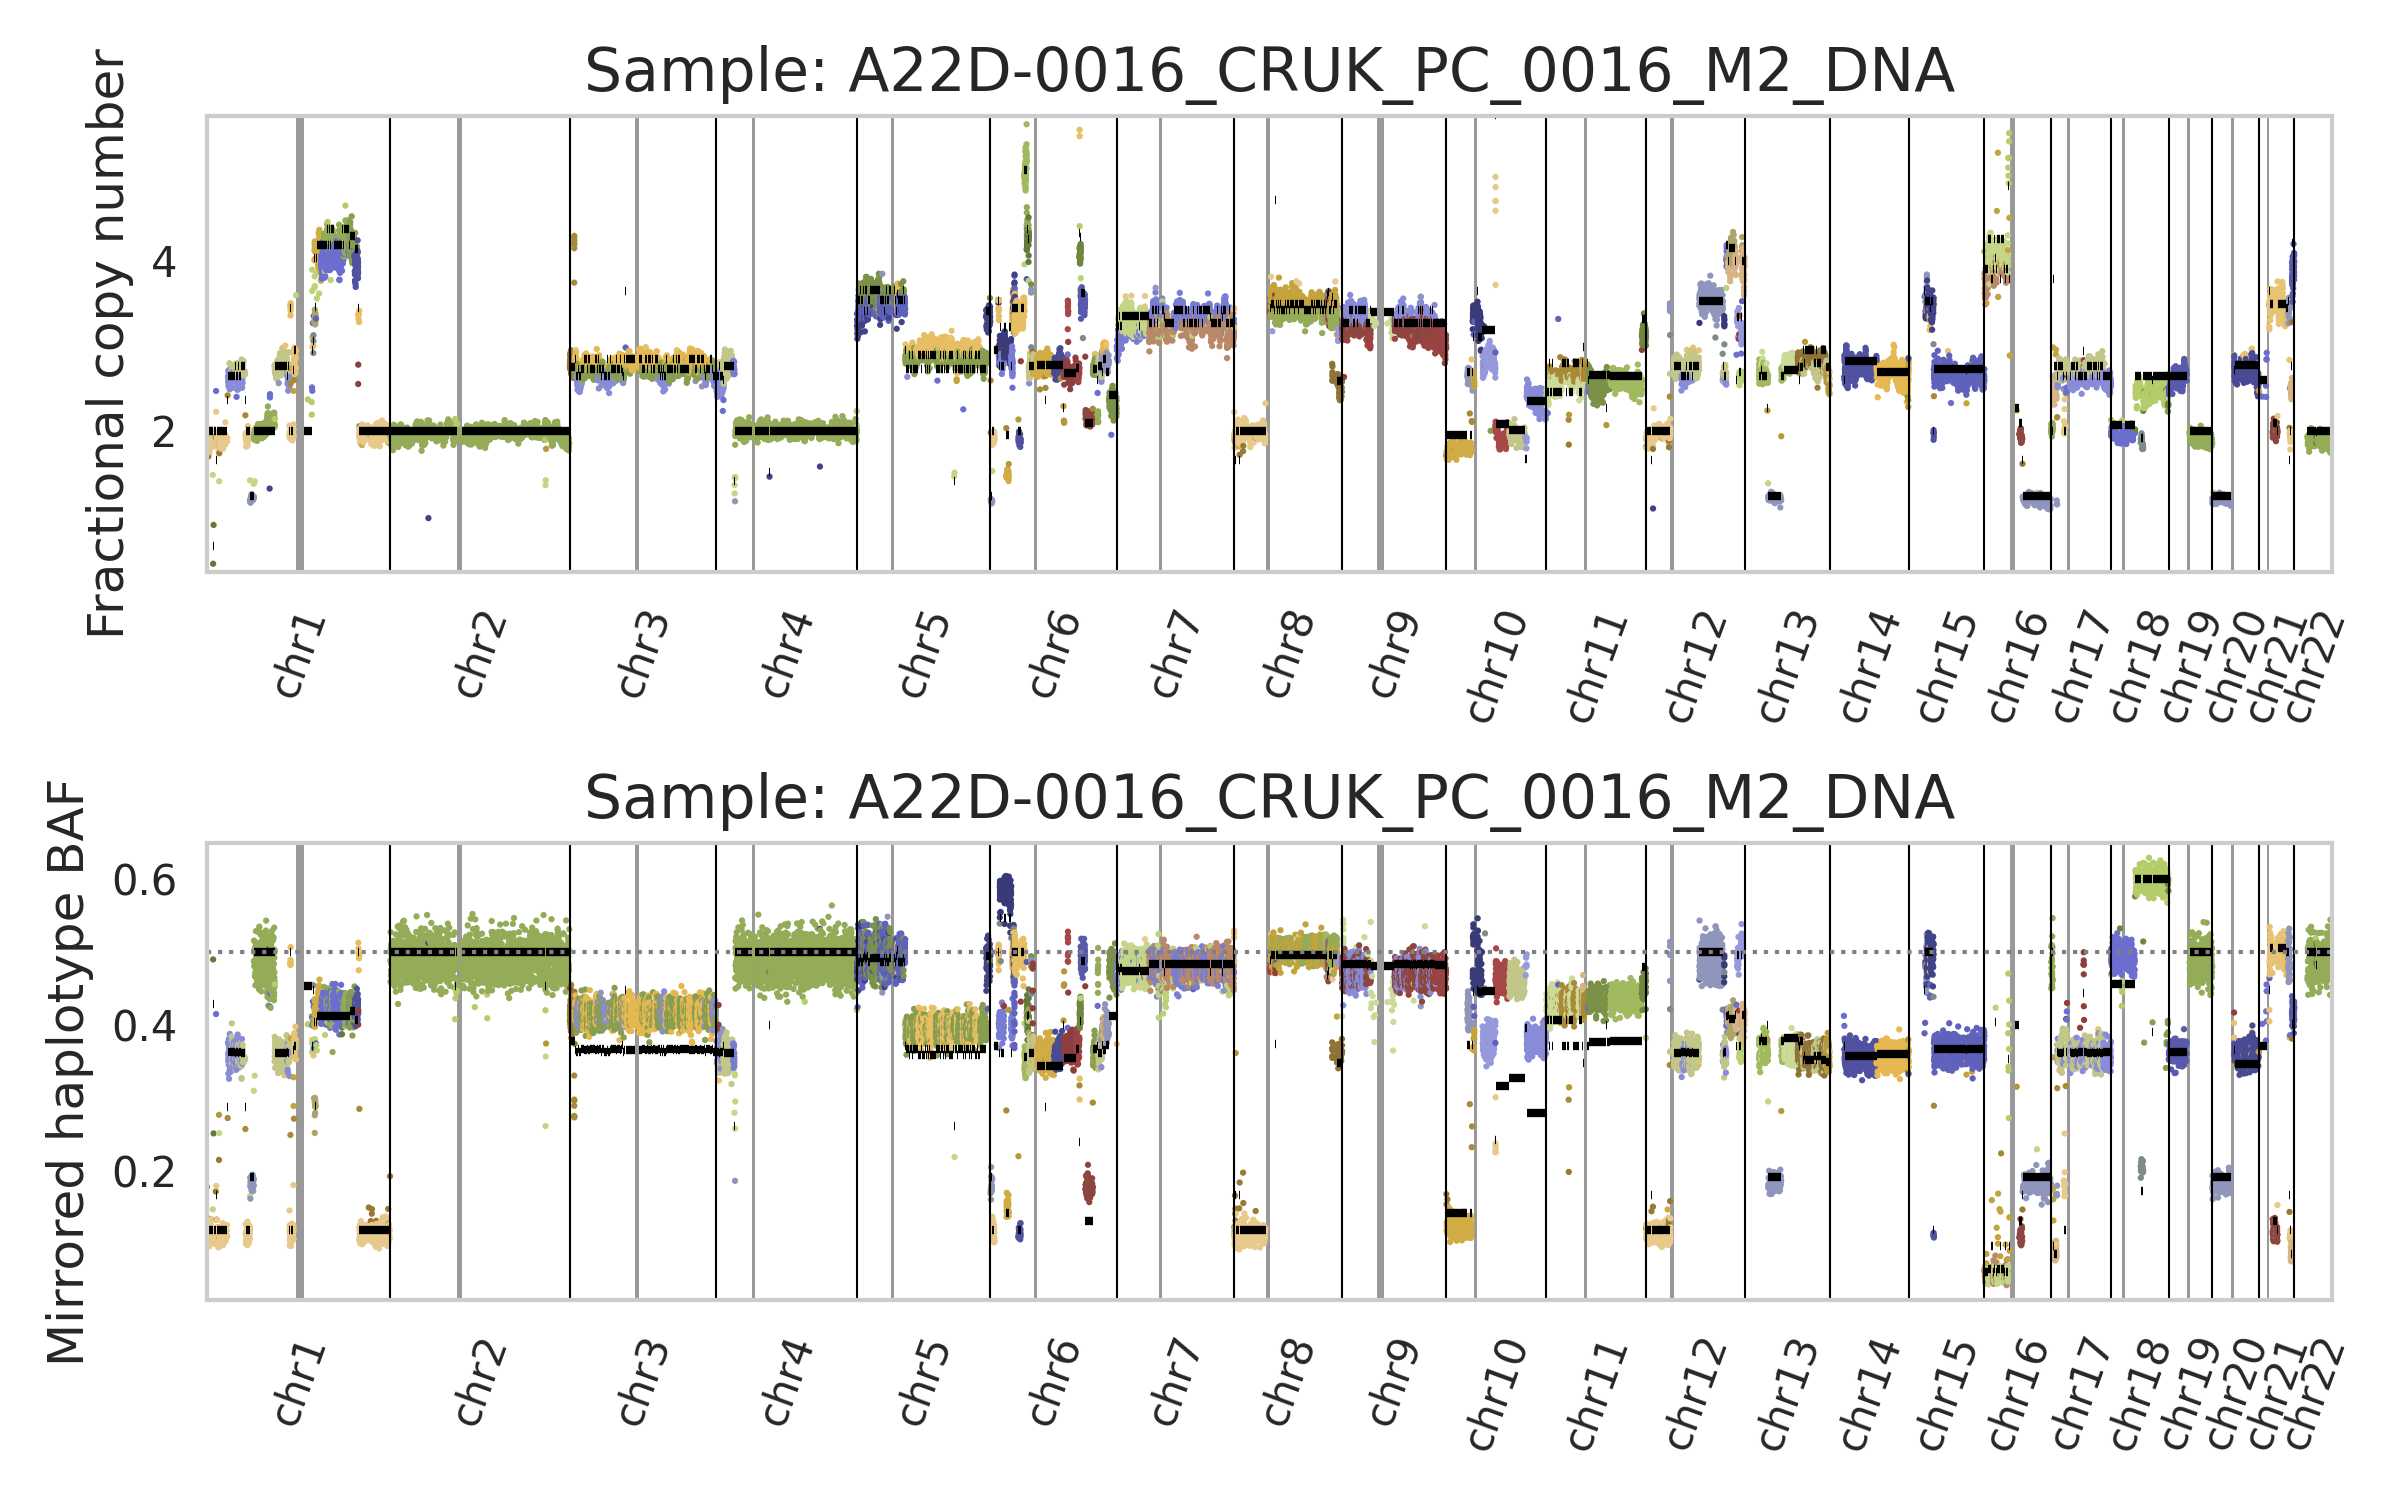 Sample: A22D-0016_CRUK_PC_0016_M2_DNA
Fractional copy number
4
2
chr1 chr2 chr3 chr4 chr5 chr6 chr7 chr8 chr9 chr10 chr11 chr12 chr13 chr14 chr15 chr16 chr17 chr18 chr19 chr20 chr21 chr22
Sample: A22D-0016_CRUK_PC_0016_M2_DNA
Mirrored haplotype BAF
0.6
0.4
0.2
chr1 chr2 chr3 chr4 chr5 chr6 chr7 chr8 chr9 chr10 chr11 chr12 chr13 chr14 chr15 chr16 chr17 chr18 chr19 chr20 chr21 chr22